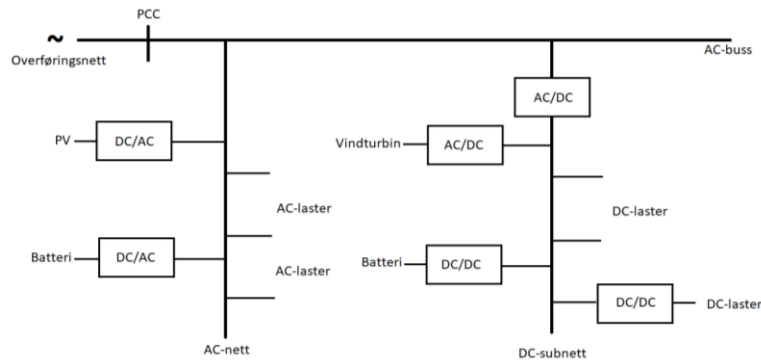 PCC
~
Overføringsnett
AC-buss
AC/DC
PV
DC/AC
Vindturbin
AC/DC
AC-laster
DC-laster
Batteri
DC/AC
AC-laster
Batteri
DC/DC
DC/DC
DC-laster
AC-nett
DC-subnett